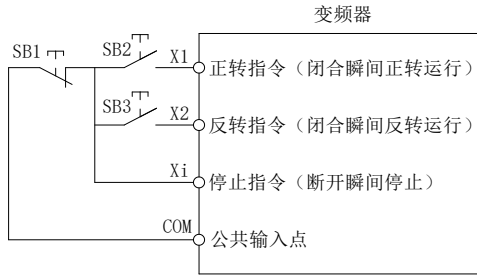 变频器
SB1
SB2
X1
正转指令（闭合瞬间正转运行）
SB3
X2
反转指令（闭合瞬间反转运行）
Xi
停止指令（断开瞬间停止）
COM
公共输入点